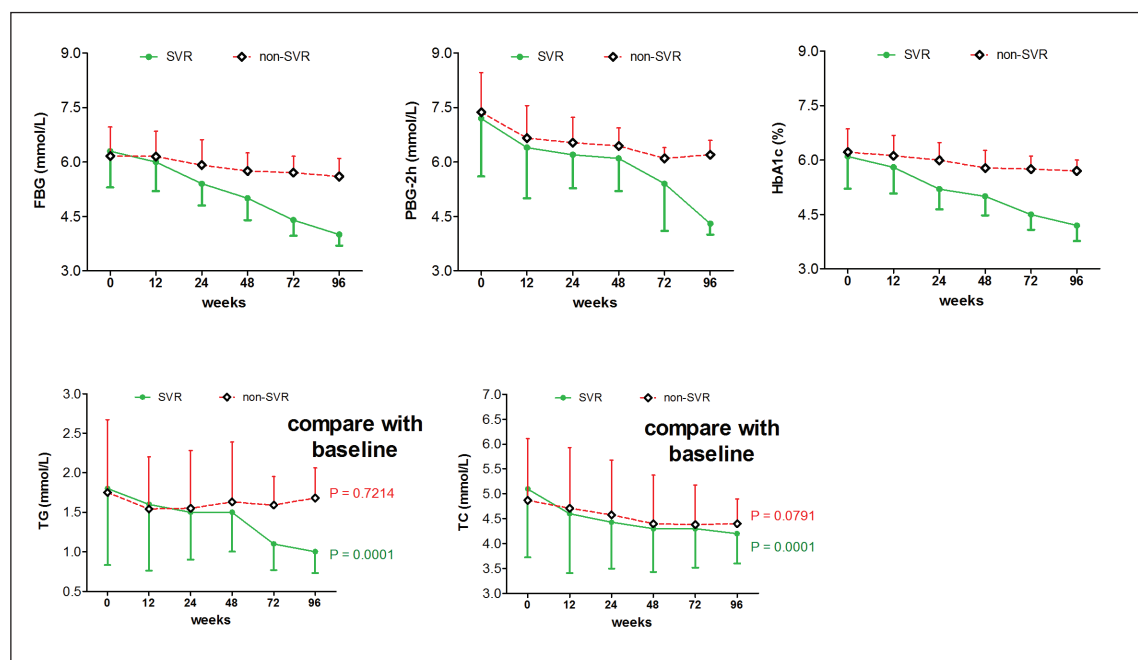 SVR non-SVR
9.0
7.5
6.0
4.5
3.0
FBG (mmol/L)
0 12 24 48 72 96
weeks
SVR non-SVR
9.0
7.5
6.0
4.5
3.0
PBG-2h (mmol/L)
0 12 24 48 72 96
weeks
SVR non-SVR
9.0
7.5
6.0
4.5
3.0
HbA1c (%)
0 12 24 48 72 96
weeks
SVR non-SVR
3.0
2.5
2.0
1.5
1.0
0.5
TG (mmol/L)
compare with
baseline
P = 0.7214
P = 0.0001
0 12 24 48 72 96
weeks
SVR non-SVR
7.0
6.5
6.0
5.5
5.0
4.5
4.0
3.5
3.0
TC (mmol/L)
compare with
baseline
P = 0.0791
P = 0.0001
0 12 24 48 72 96
weeks